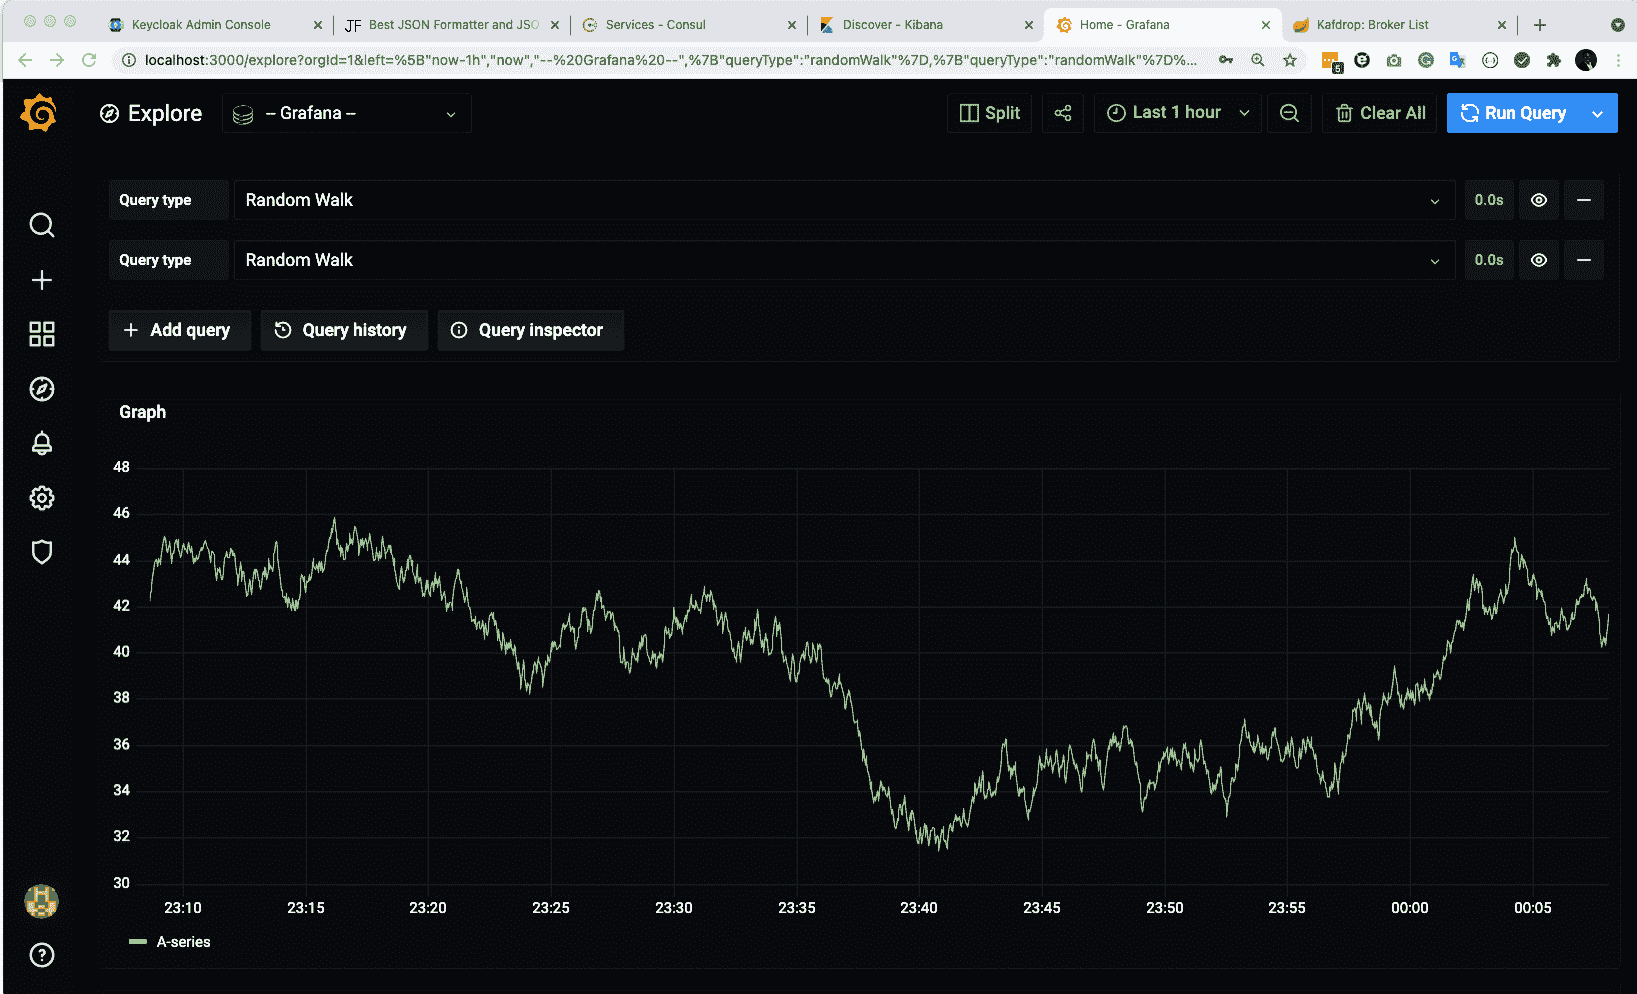 Keycloak Admin Console
Best JSON Formatter and JSO
Services - Consul
Discover - Kibana
Home - Grafana
Kafdrop: Broker List
localhost:3000/explore?orgId=1&left=%5B"now-1h","now","--%20Grafana%20--",%7B"queryType":"randomWalk"%7D,%7B"queryType":"randomWalk"%7D%...
5
Explore
-- Grafana --
Split
Last 1 hour
Clear All
Run Query
Query type
Random Walk
0.0s
Query type
Random Walk
0.0s
Add query
Query history
Query inspector
Graph
48
46
44
42
40
38
36
34
32
30
23:10
23:15
23:20
23:25
23:30
23:35
23:40
23:45
23:50
23:55
00:00
00:05
A-series